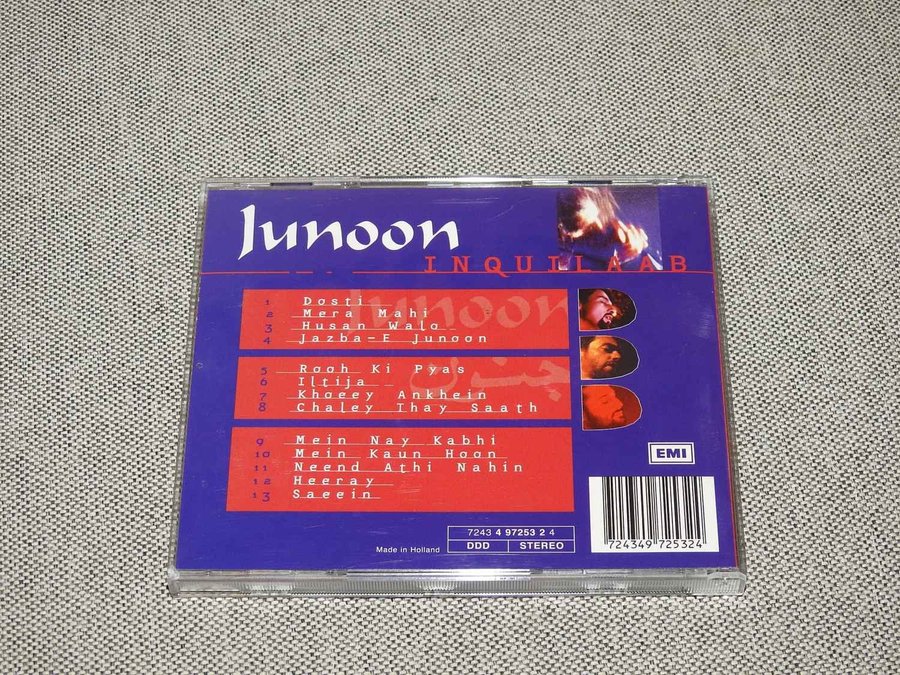 Junoon
INQUILAAB
Junoon
جنون
1 Dosti
2 Mera Mahi
3 Husan Walo
4 Jazba-E Junoon
5 Rooh Ki Pyas
6 Iltija
7 Khoeey Ankhein
8 Chaley Thay Saath
9 Mein Nay Kabhi
10 Mein Kaun Hoon
11 Neend Athi Nahin
12 Heeray
13 Saeein
EMI
7243 4 97253 2 4
DDD STEREO
Made in Holland
724349725324